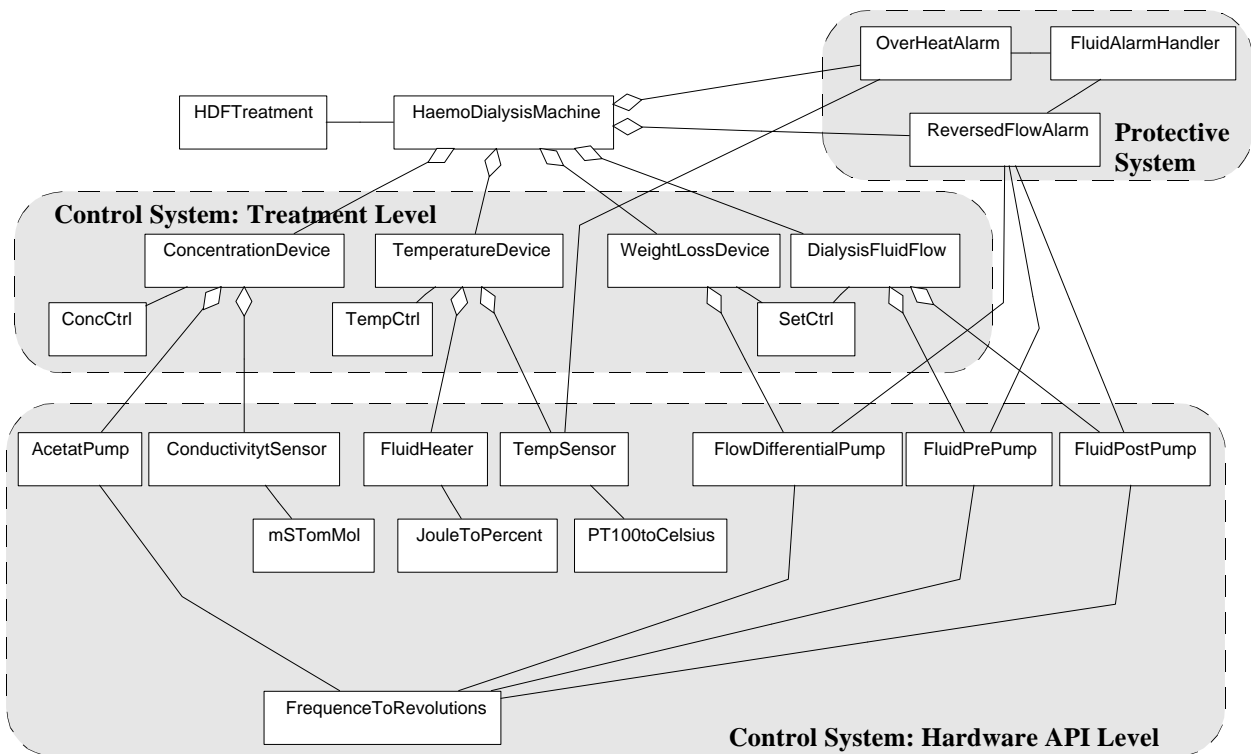 OverHeatAlarm
FluidAlarmHandler
HDFTreatment
HaemoDialysisMachine
ReversedFlowAlarm
Protective
System
Control System: Treatment Level
ConcentrationDevice
TemperatureDevice
WeightLossDevice
DialysisFluidFlow
ConcCtrl
TempCtrl
SetCtrl
AcetatPump
ConductivitytSensor
FluidHeater
TempSensor
FlowDifferentialPump
FluidPrePump
FluidPostPump
mSTomMol
JouleToPercent
PT100toCelsius
FrequenceToRevolutions
Control System: Hardware API Level